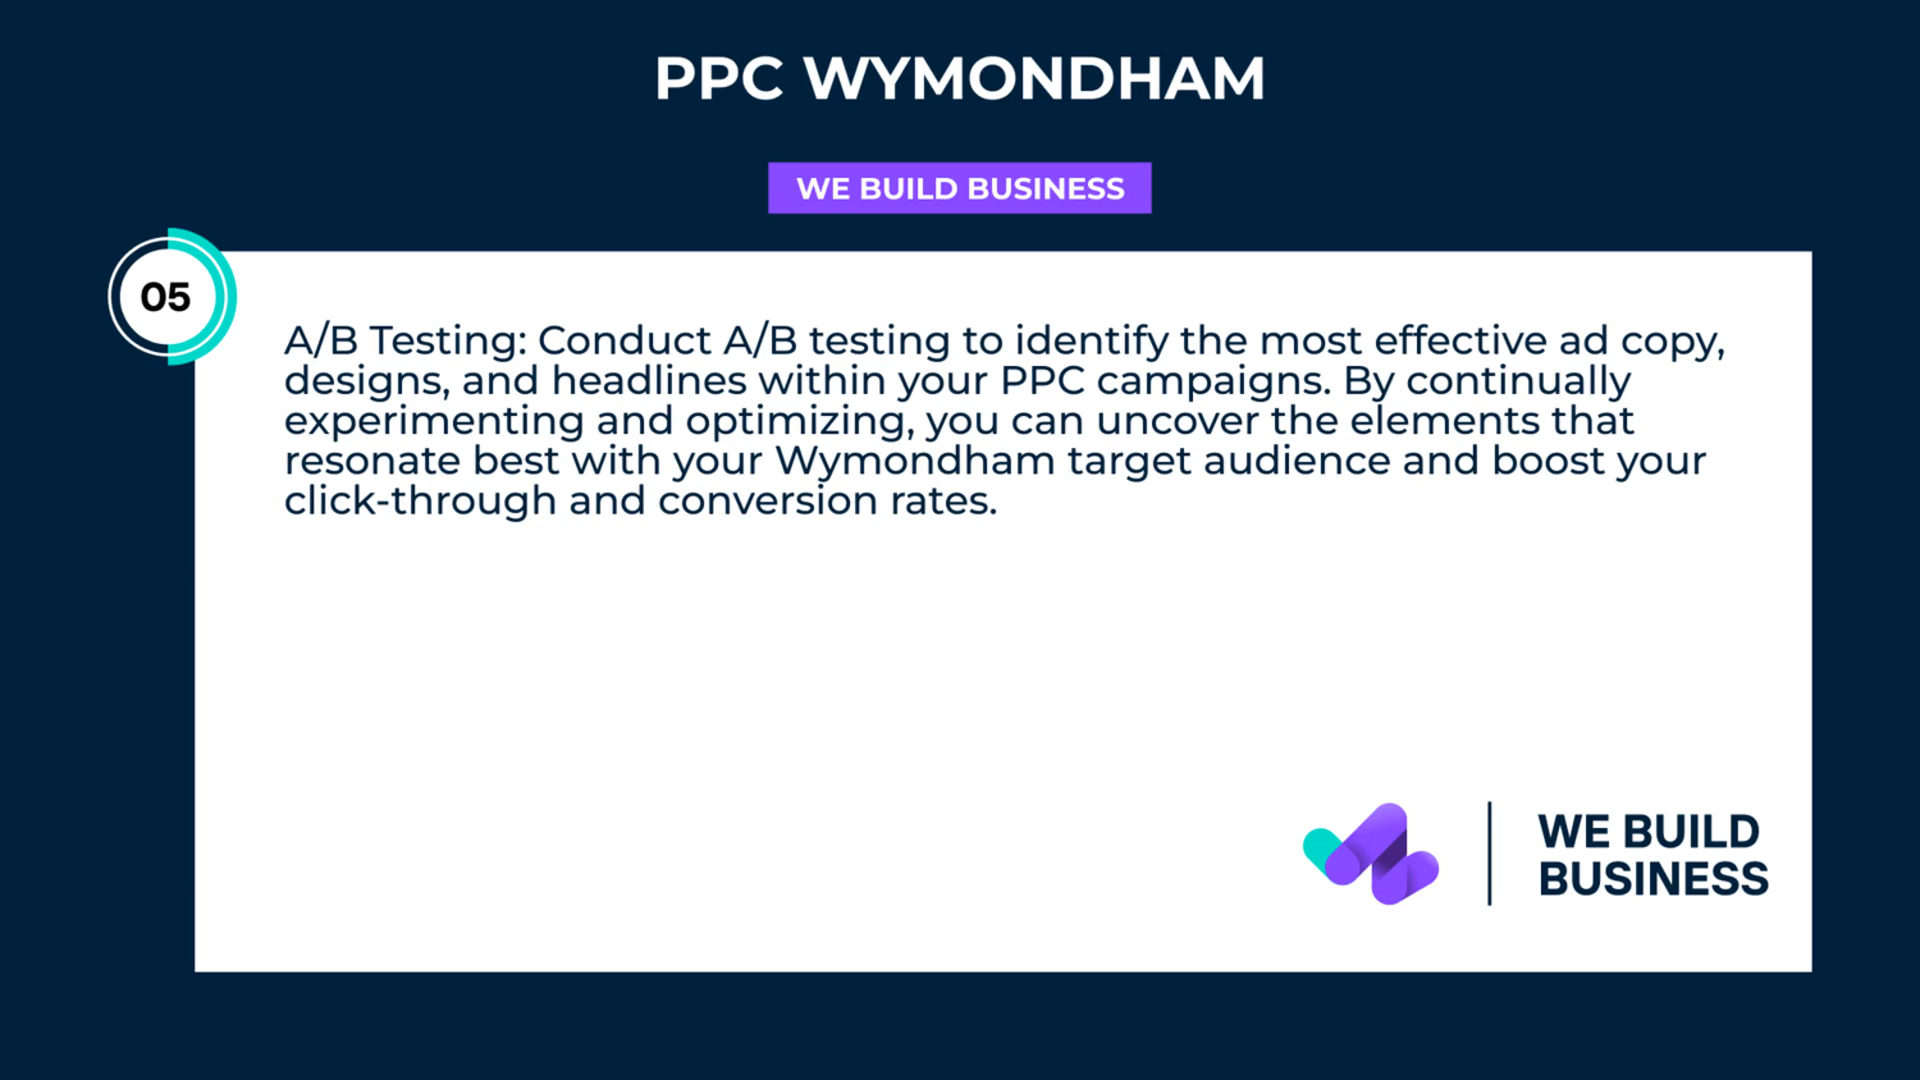 PPC WYMONDHAM
WE BUILD BUSINESS
05
A/B Testing: Conduct A/B testing to identify the most effective ad copy,
designs, and headlines within your PPC campaigns. By continually
experimenting and optimizing, you can uncover the elements that
resonate best with your Wymondham target audience and boost your
click-through and conversion rates.
WE BUILD
BUSINESS